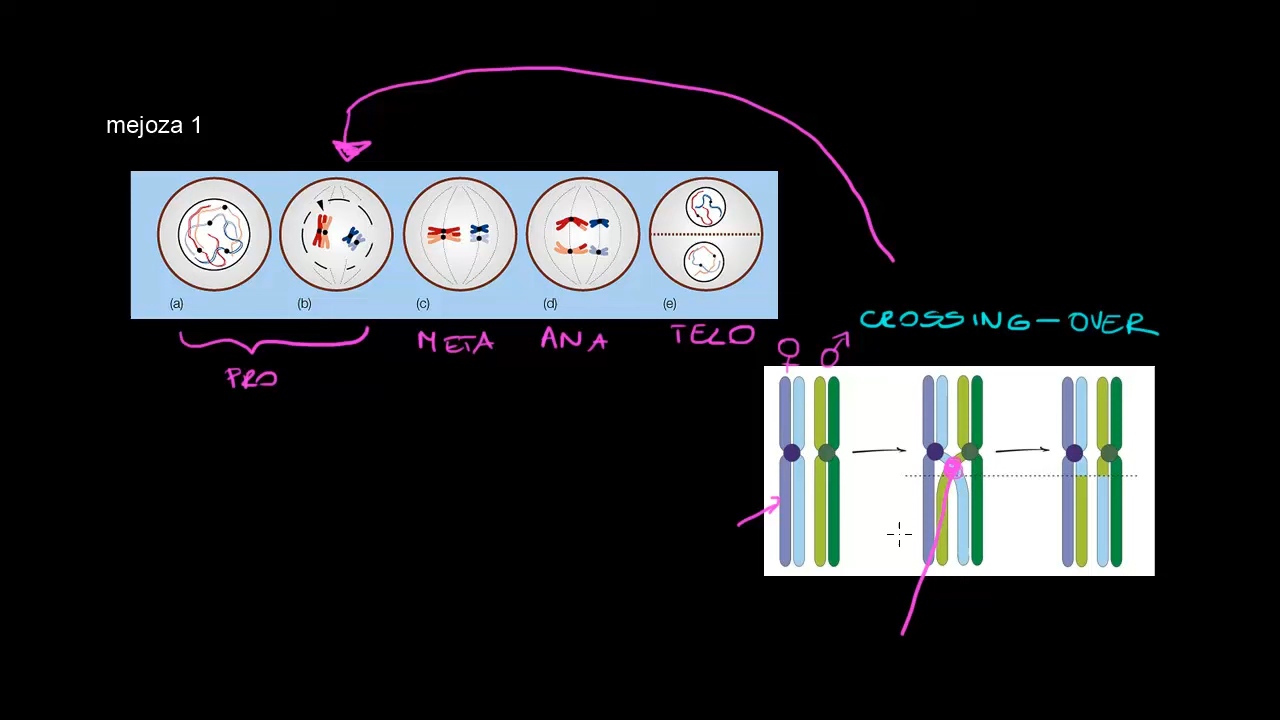 mejoza 1
(a) (b) (c) (d) (e)
PRO META ANA TELO
♀ ♂
CROSSING-OVER